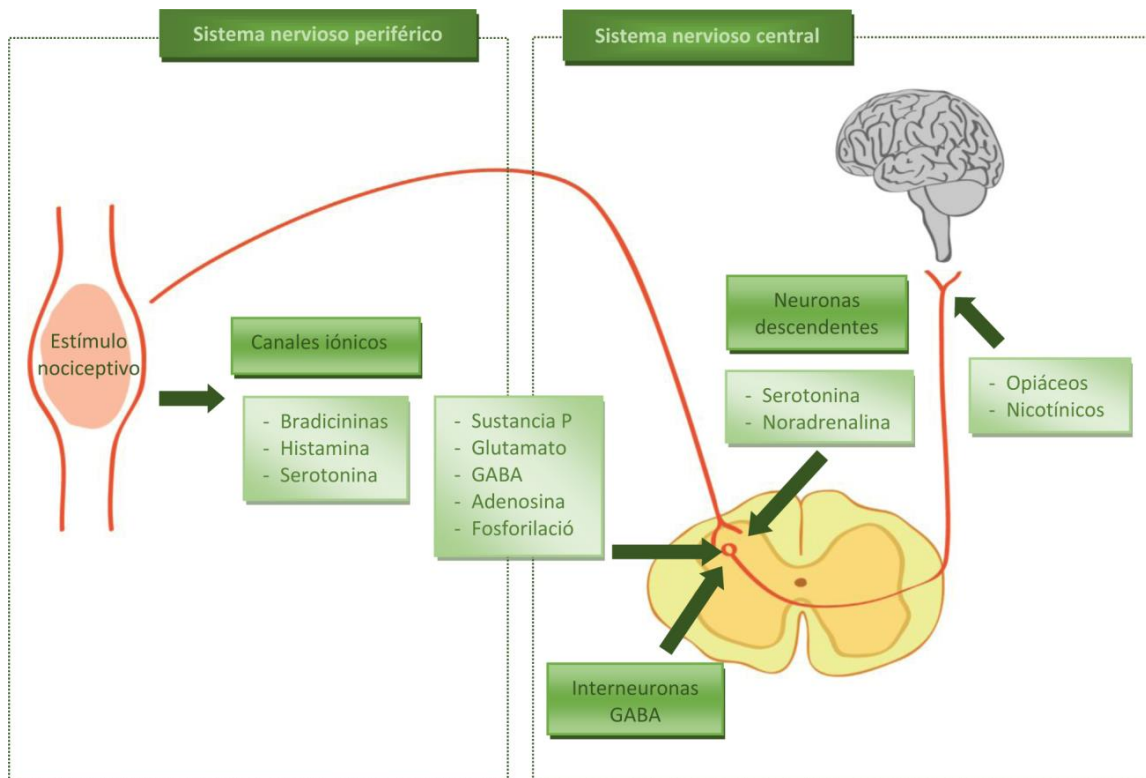 Sistema nervioso periférico
Sistema nervioso central
Estímulo
nociceptivo
Canales iónicos
- Bradicininas
- Histamina
- Serotonina
- Sustancia P
- Glutamato
- GABA
- Adenosina
- Fosforilació
Neuronas
descendentes
- Serotonina
- Noradrenalina
- Opiáceos
- Nicotínicos
Interneuronas
GABA